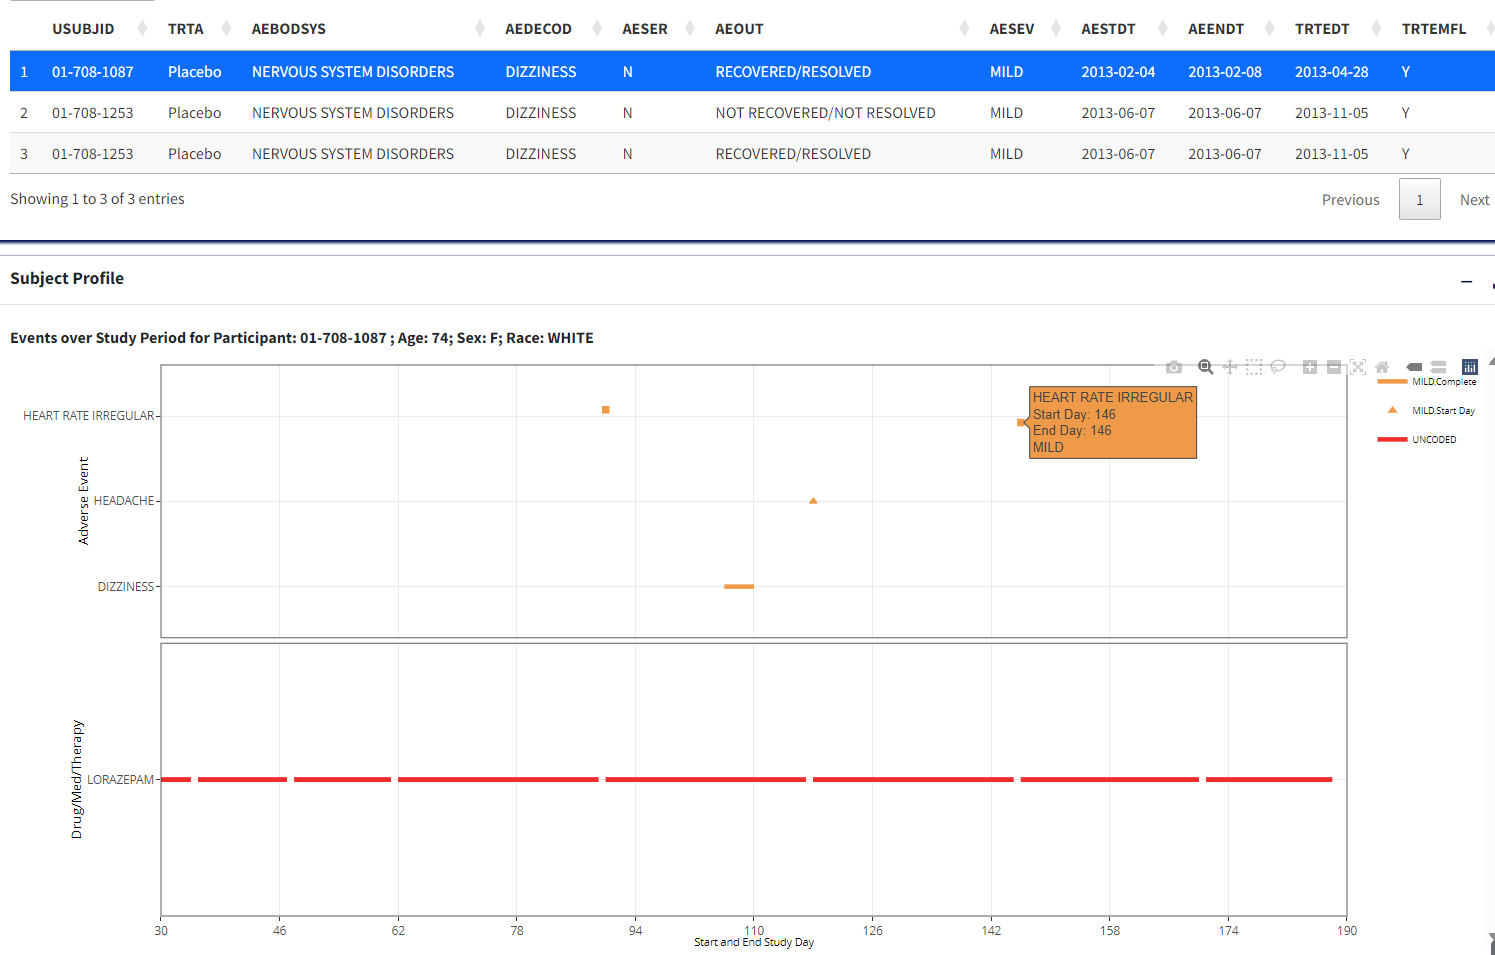 USUBJID TRTA AEBODSYS AEDECOD AESER AEOUT AESEV AESTDT AEENDT TRTEDT TRTEMFL
1 01-708-1087 Placebo NERVOUS SYSTEM DISORDERS DIZZINESS N RECOVERED/RESOLVED MILD 2013-02-04 2013-02-08 2013-04-28 Y
2 01-708-1253 Placebo NERVOUS SYSTEM DISORDERS DIZZINESS N NOT RECOVERED/NOT RESOLVED MILD 2013-06-07 2013-06-07 2013-11-05 Y
3 01-708-1253 Placebo NERVOUS SYSTEM DISORDERS DIZZINESS N RECOVERED/RESOLVED MILD 2013-06-07 2013-06-07 2013-11-05 Y
Showing 1 to 3 of 3 entries Previous 1 Next
Subject Profile
Events over Study Period for Participant: 01-708-1087 ; Age: 74; Sex: F; Race: WHITE
MILD,Complete
MILD,Start Day
UNCODED
HEART RATE IRREGULAR
Start Day: 146
End Day: 146
MILD
Adverse Event
HEART RATE IRREGULAR
HEADACHE
DIZZINESS
Drug/Med/Therapy
LORAZEPAM
30 46 62 78 94 110 126 142 158 174 190
Start and End Study Day